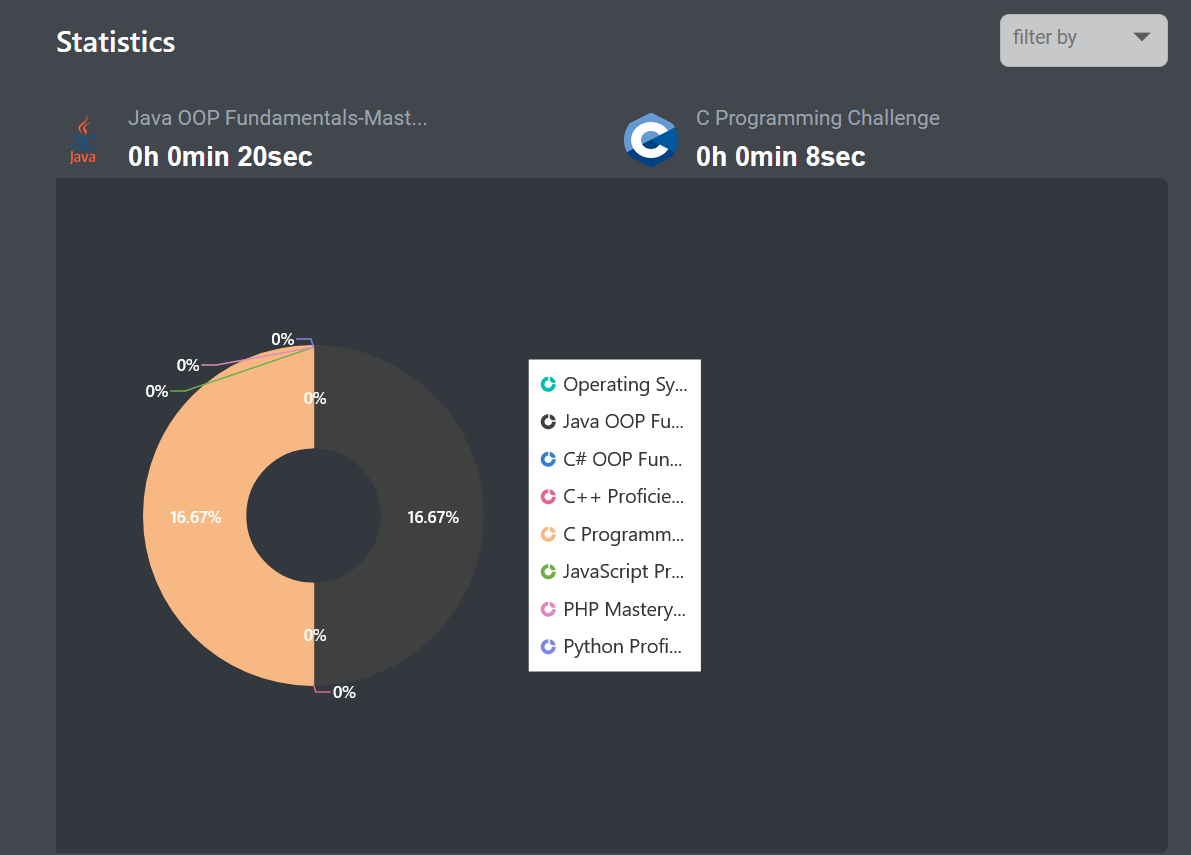 Statistics
filter by
Java OOP Fundamentals-Mast...
0h 0min 20sec
Java
C Programming Challenge
0h 0min 8sec
0%
0%
0%
0%
16.67%
16.67%
0%
0%
Operating Sy...
Java OOP Fu...
C# OOP Fun...
C++ Proficie...
C Programm...
JavaScript Pr...
PHP Mastery...
Python Profi...